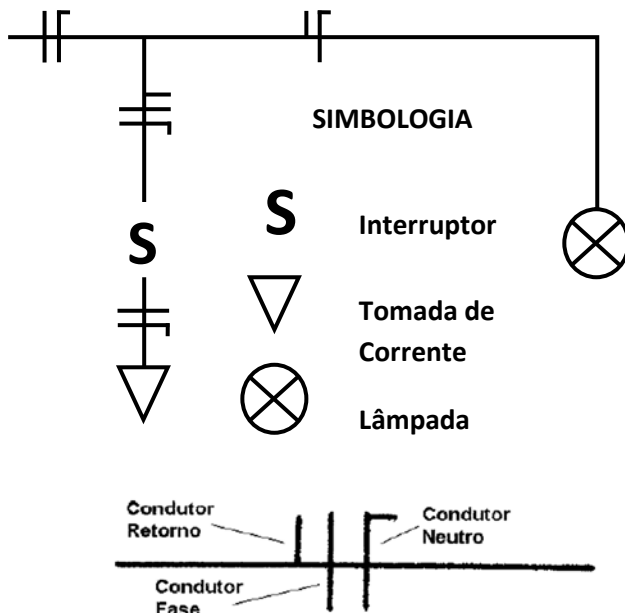 SIMBOLOGIA
S
S
Interruptor
Tomada de
Corrente
Lâmpada
Condutor
Retorno
Condutor
Neutro
Condutor
Fase